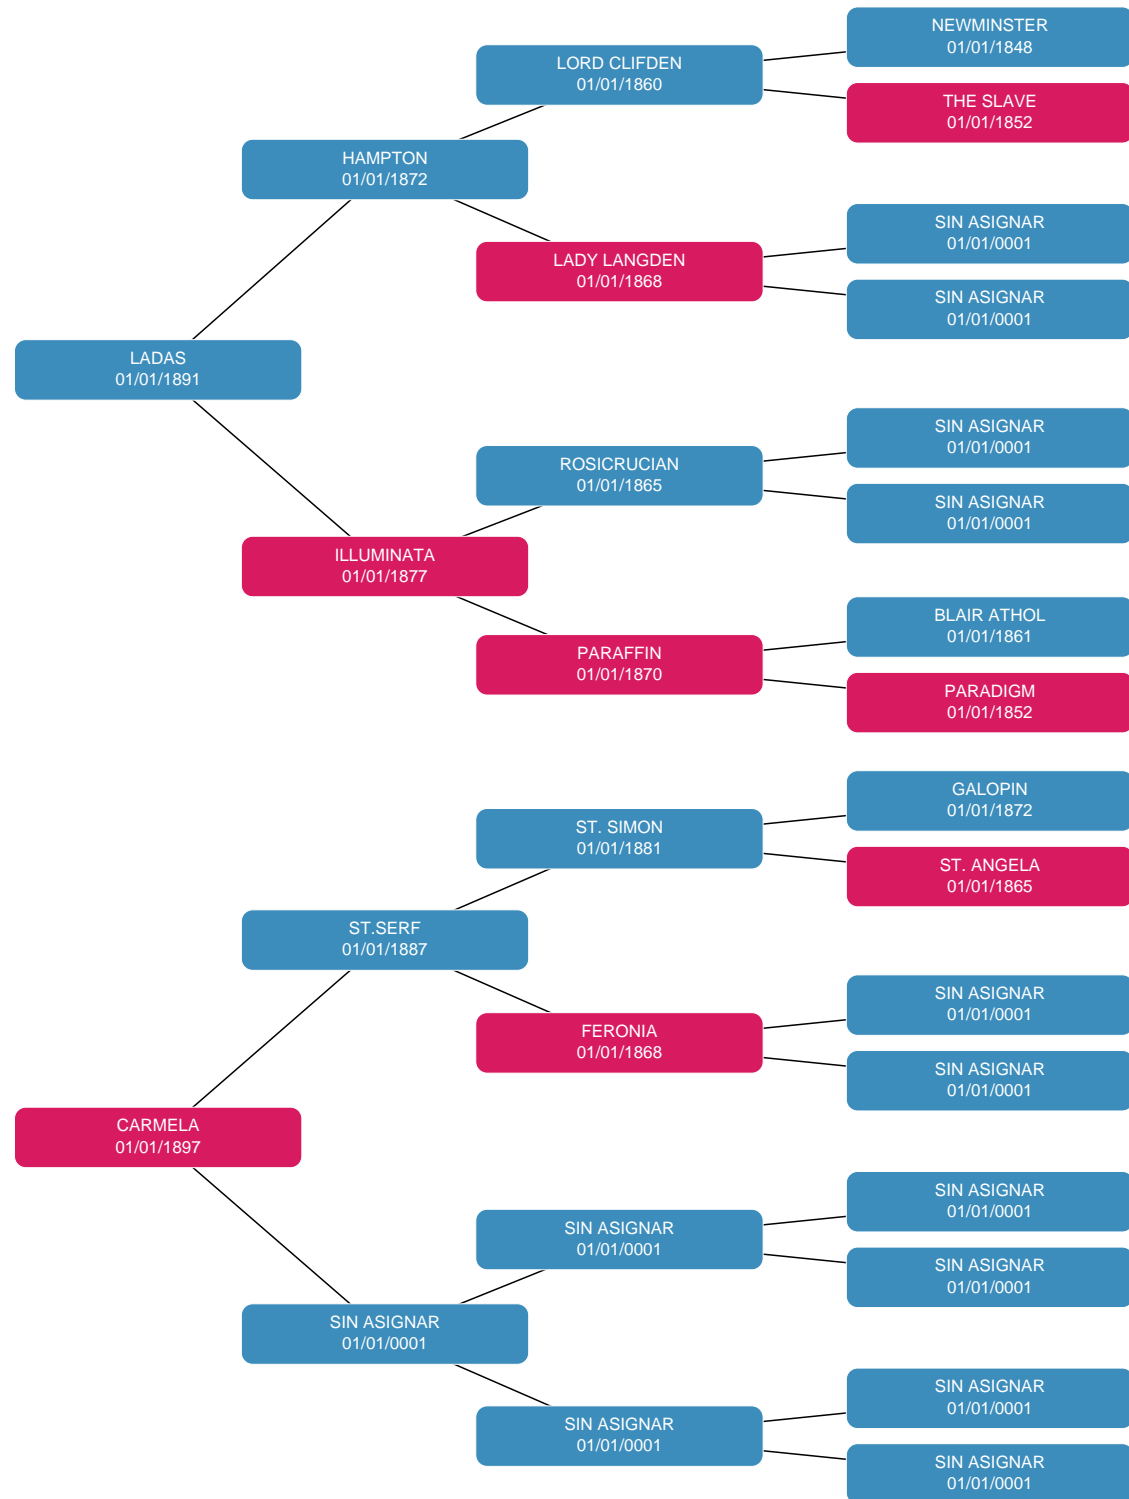 NEWMINSTER
01/01/1848
LORD CLIFDEN
01/01/1860
THE SLAVE
01/01/1852
HAMPTON
01/01/1872
SIN ASIGNAR
01/01/0001
LADY LANGDEN
01/01/1868
SIN ASIGNAR
01/01/0001
LADAS
01/01/1891
SIN ASIGNAR
01/01/0001
ROSICRUCIAN
01/01/1865
SIN ASIGNAR
01/01/0001
ILLUMINATA
01/01/1877
BLAIR ATHOL
01/01/1861
PARAFFIN
01/01/1870
PARADIGM
01/01/1852
GALOPIN
01/01/1872
ST. SIMON
01/01/1881
ST. ANGELA
01/01/1865
ST.SERF
01/01/1887
SIN ASIGNAR
01/01/0001
FERONIA
01/01/1868
SIN ASIGNAR
01/01/0001
CARMELA
01/01/1897
SIN ASIGNAR
01/01/0001
SIN ASIGNAR
01/01/0001
SIN ASIGNAR
01/01/0001
SIN ASIGNAR
01/01/0001
SIN ASIGNAR
01/01/0001
SIN ASIGNAR
01/01/0001
SIN ASIGNAR
01/01/0001